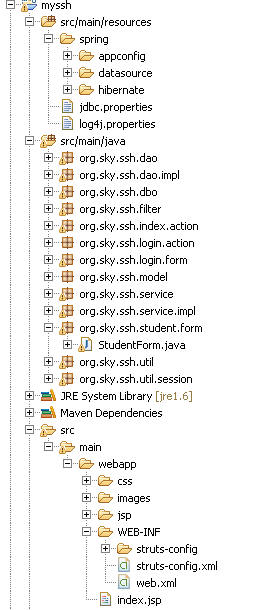 myssh
src/main/resources
spring
appconfig
datasource
hibernate
jdbc.properties
log4j.properties
src/main/java
org.sky.ssh.dao
org.sky.ssh.dao.impl
org.sky.ssh.dbo
org.sky.ssh.filter
org.sky.ssh.index.action
org.sky.ssh.login.action
org.sky.ssh.login.form
org.sky.ssh.model
org.sky.ssh.service
org.sky.ssh.service.impl
org.sky.ssh.student.form
StudentForm.java
org.sky.ssh.util
org.sky.ssh.util.session
JRE System Library [jre1.6]
Maven Dependencies
src
main
webapp
css
images
jsp
WEB-INF
struts-config
struts-config.xml
web.xml
index.jsp